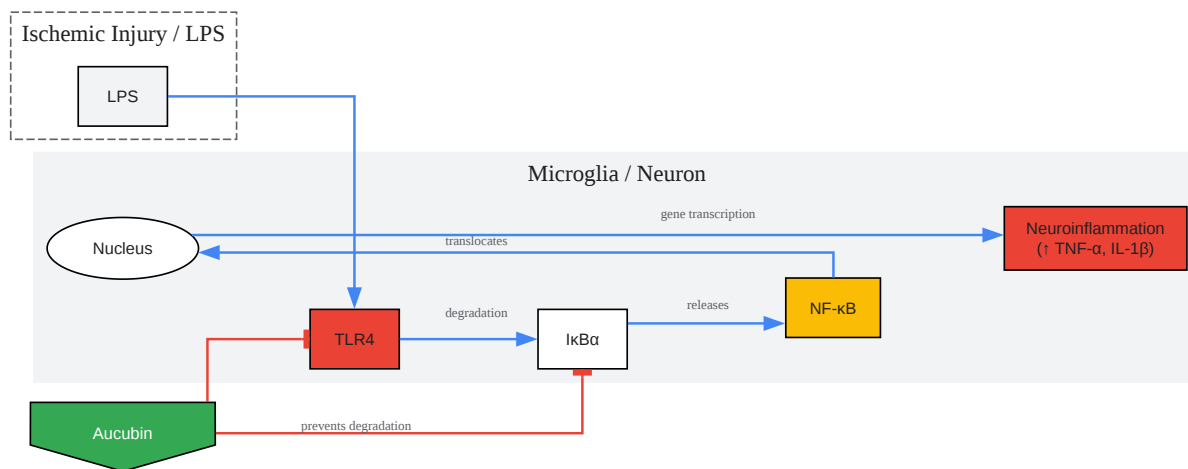 Ischemic Injury / LPS
LPS
Microglia / Neuron
gene transcription
Neuroinflammation
(↑ TNF-α, IL-1β)
Nucleus
translocates
releases
NF-κB
degradation
TLR4
IκBα
prevents degradation
Aucubin